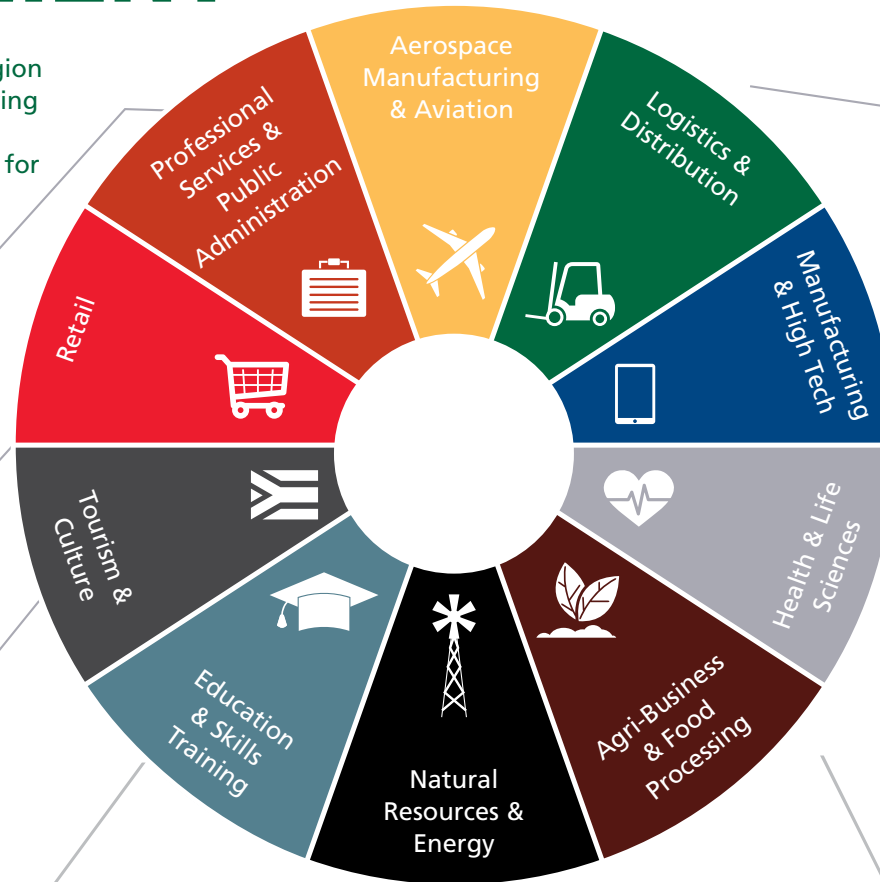 gion
ing
for
Aerospace
Manufacturing
& Aviation
Logistics &
Distribution
Manufacturing
& High Tech
Health & Life
Sciences
Agri-Business
& Food
Processing
Natural
Resources &
Energy
Education
& Skills
Training
Tourism &
Culture
Retail
Professional
Services &
Public
Administration